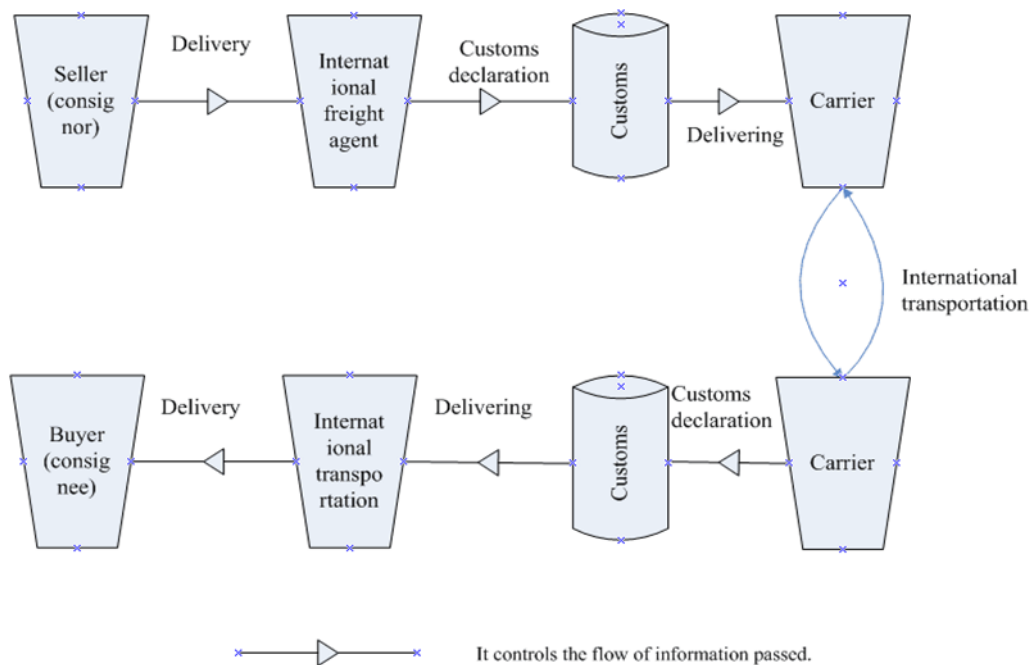 Delivery
Seller
(consig
nor)
Internat
ional
freight
agent
Customs
declaration
Customs
Delivering
Carrier
International
transportation
Buyer
(consig
nee)
Delivery
Internat
ional
transpo
rtation
Delivering
Customs
Customs
declaration
Carrier
It controls the flow of information passed.